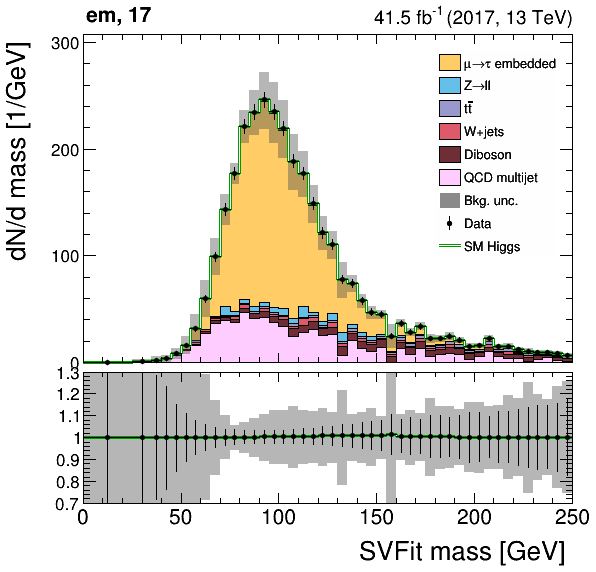 em, 17
41.5 fb⁻¹ (2017, 13 TeV)
dN/d mass [1/GeV]
300
200
100
0
μ→τ embedded
Z→ll
tt̄
W+jets
Diboson
QCD multijet
Bkg. unc.
Data
SM Higgs
1.3
1.2
1.1
1
0.9
0.8
0.7
0 50 100 150 200 250
SVFit mass [GeV]